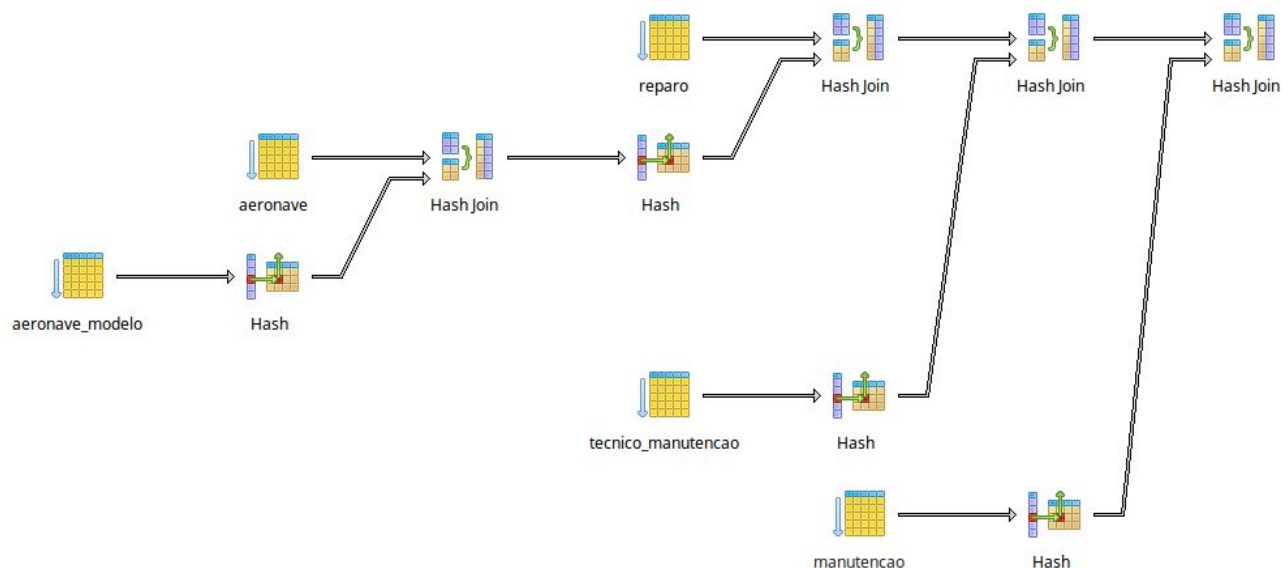 reparo
Hash Join
Hash Join
Hash Join
aeronave
Hash Join
Hash
aeronave_modelo
Hash
tecnico_manutencao
Hash
manutencao
Hash